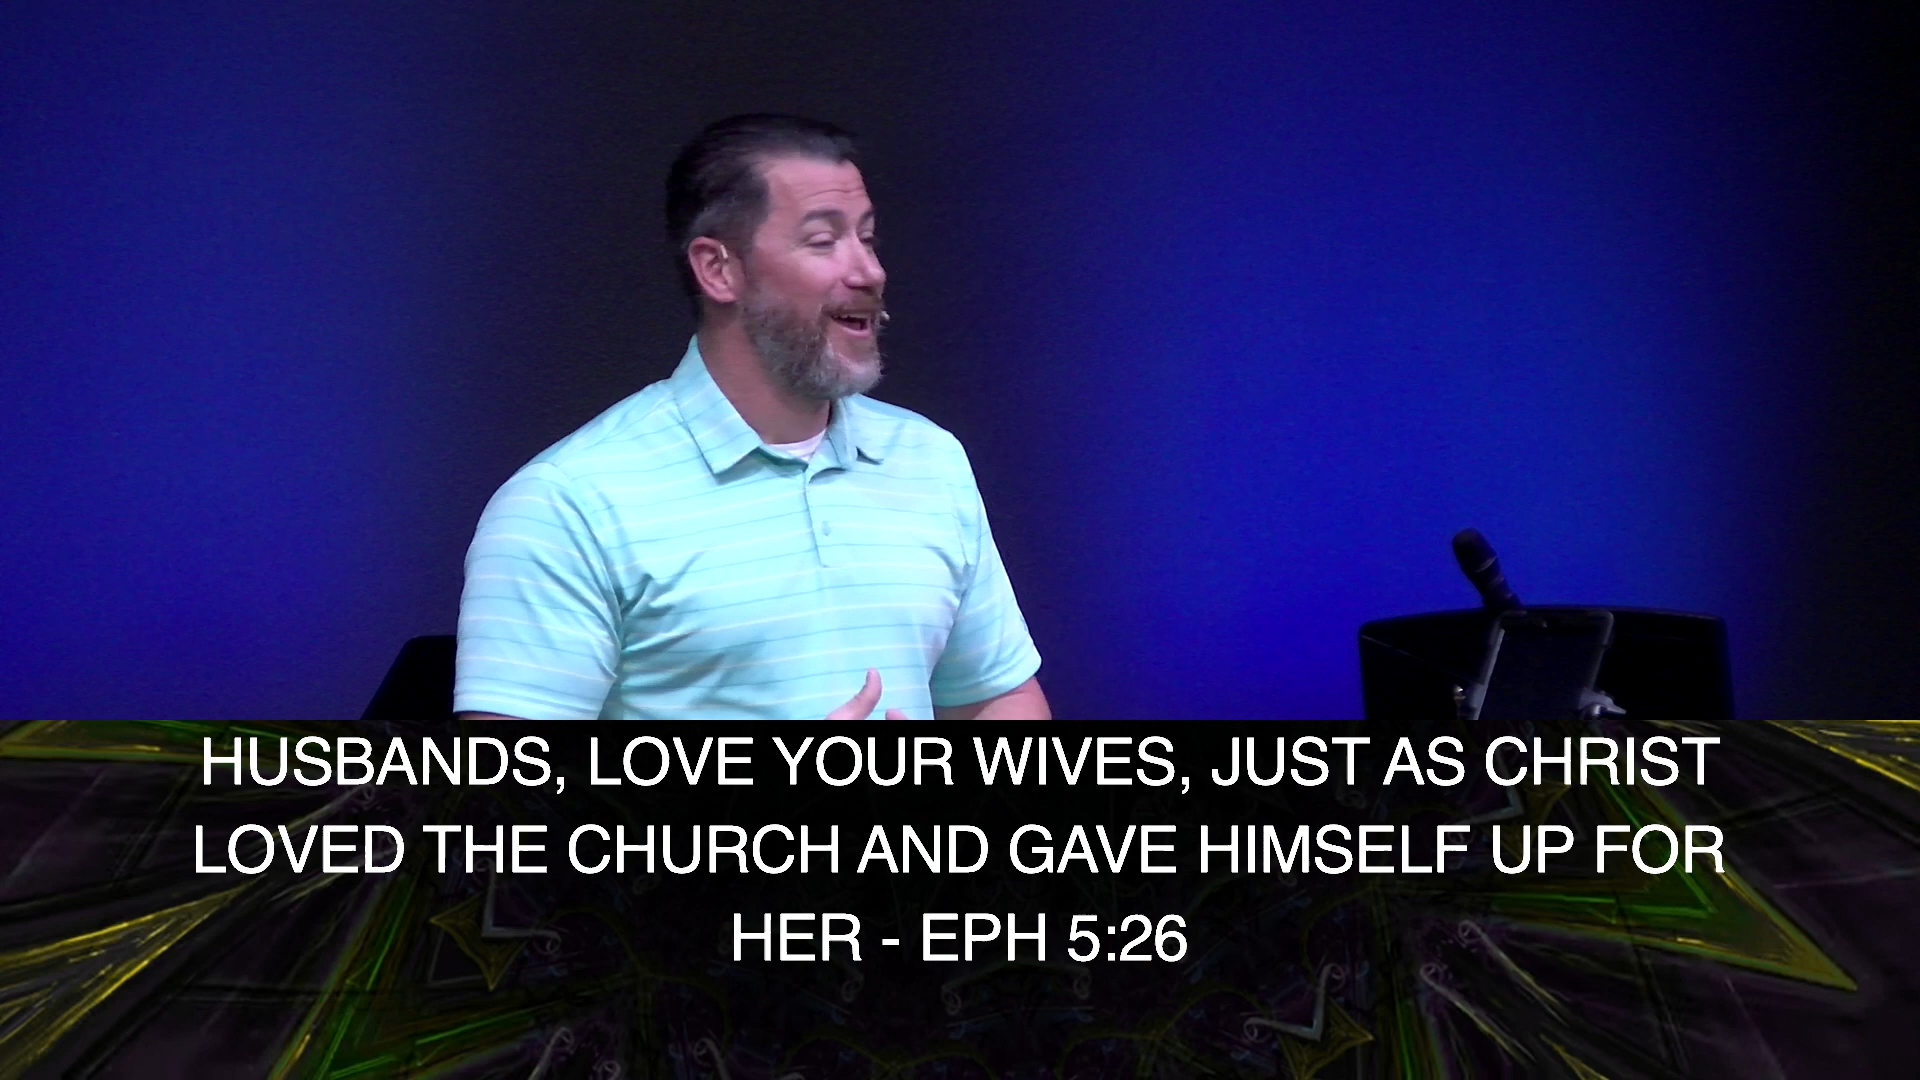 HUSBANDS, LOVE YOUR WIVES, JUST AS CHRIST
LOVED THE CHURCH AND GAVE HIMSELF UP FOR
HER - EPH 5:26